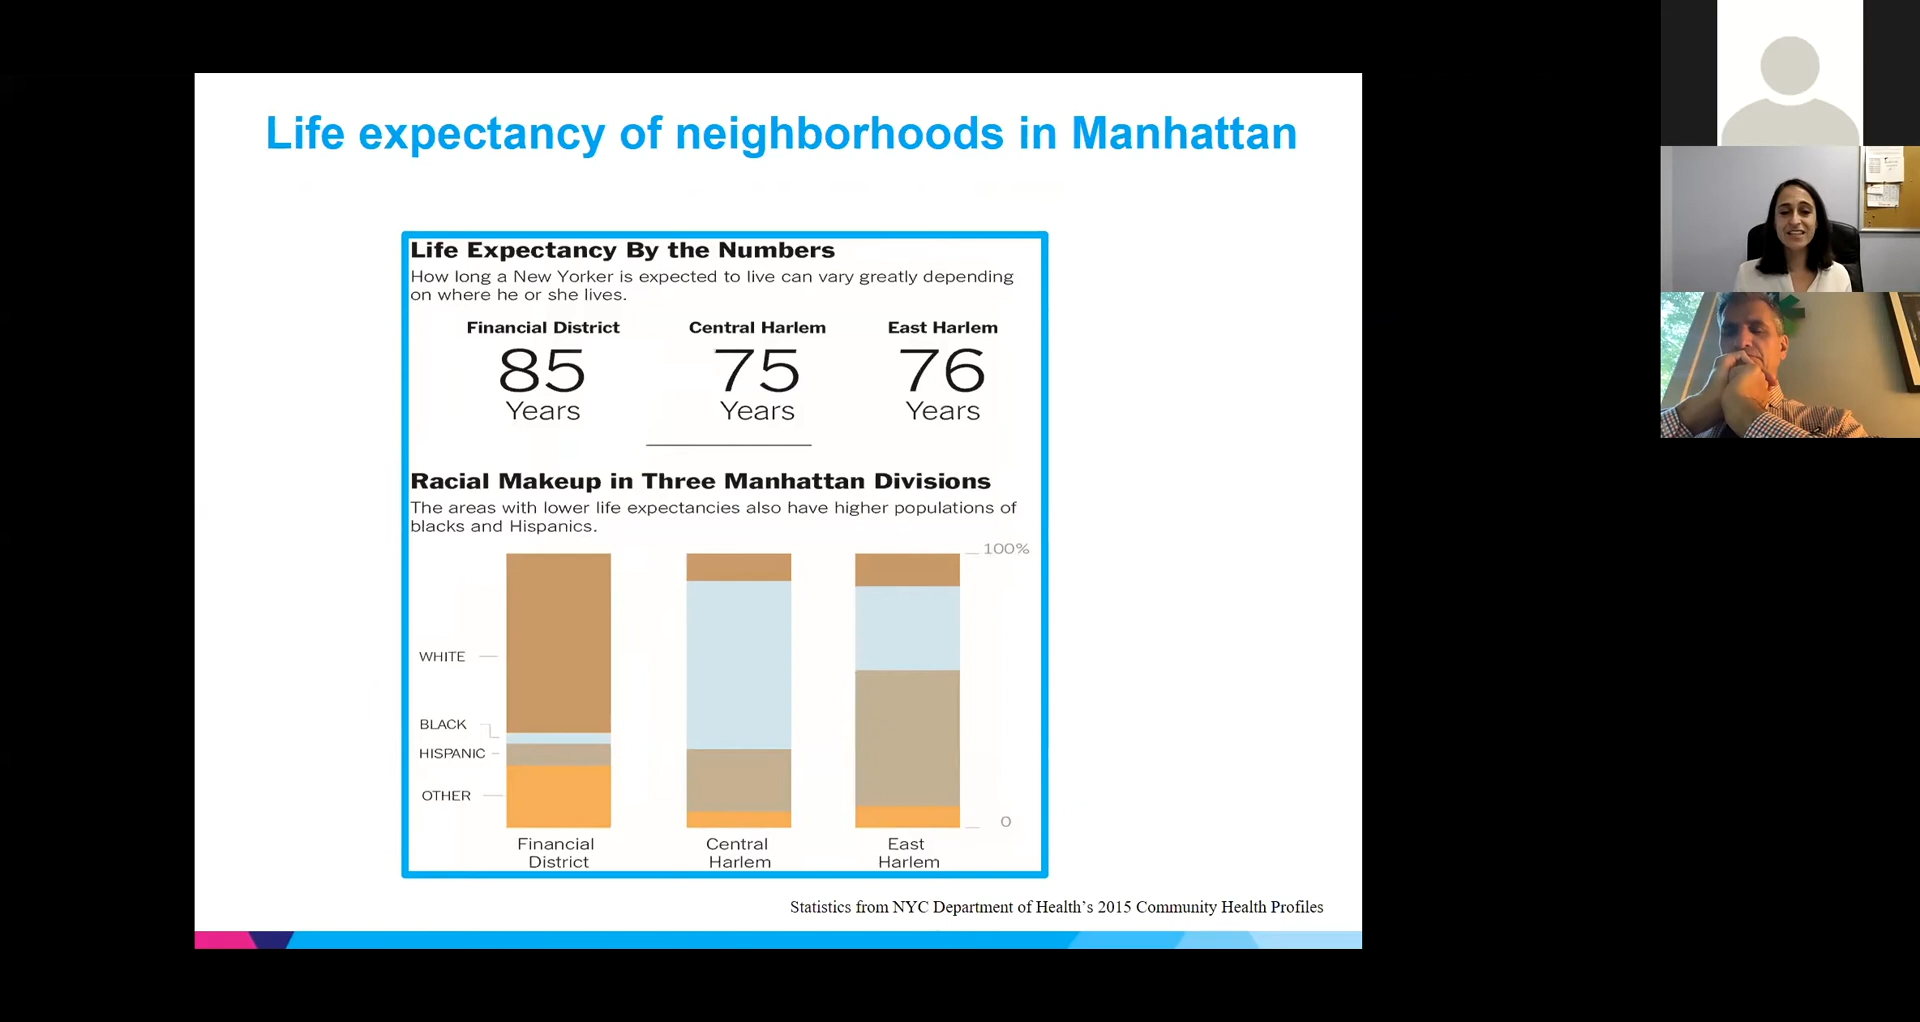 Life expectancy of neighborhoods in Manhattan
Life Expectancy By the Numbers
How long a New Yorker is expected to live can vary greatly depending
on where he or she lives.
Financial District
85
Years
Central Harlem
75
Years
East Harlem
76
Years
Racial Makeup in Three Manhattan Divisions
The areas with lower life expectancies also have higher populations of
blacks and Hispanics.
100%
WHITE
BLACK
HISPANIC
OTHER
0
Financial
District
Central
Harlem
East
Harlem
Statistics from NYC Department of Health’s 2015 Community Health Profiles